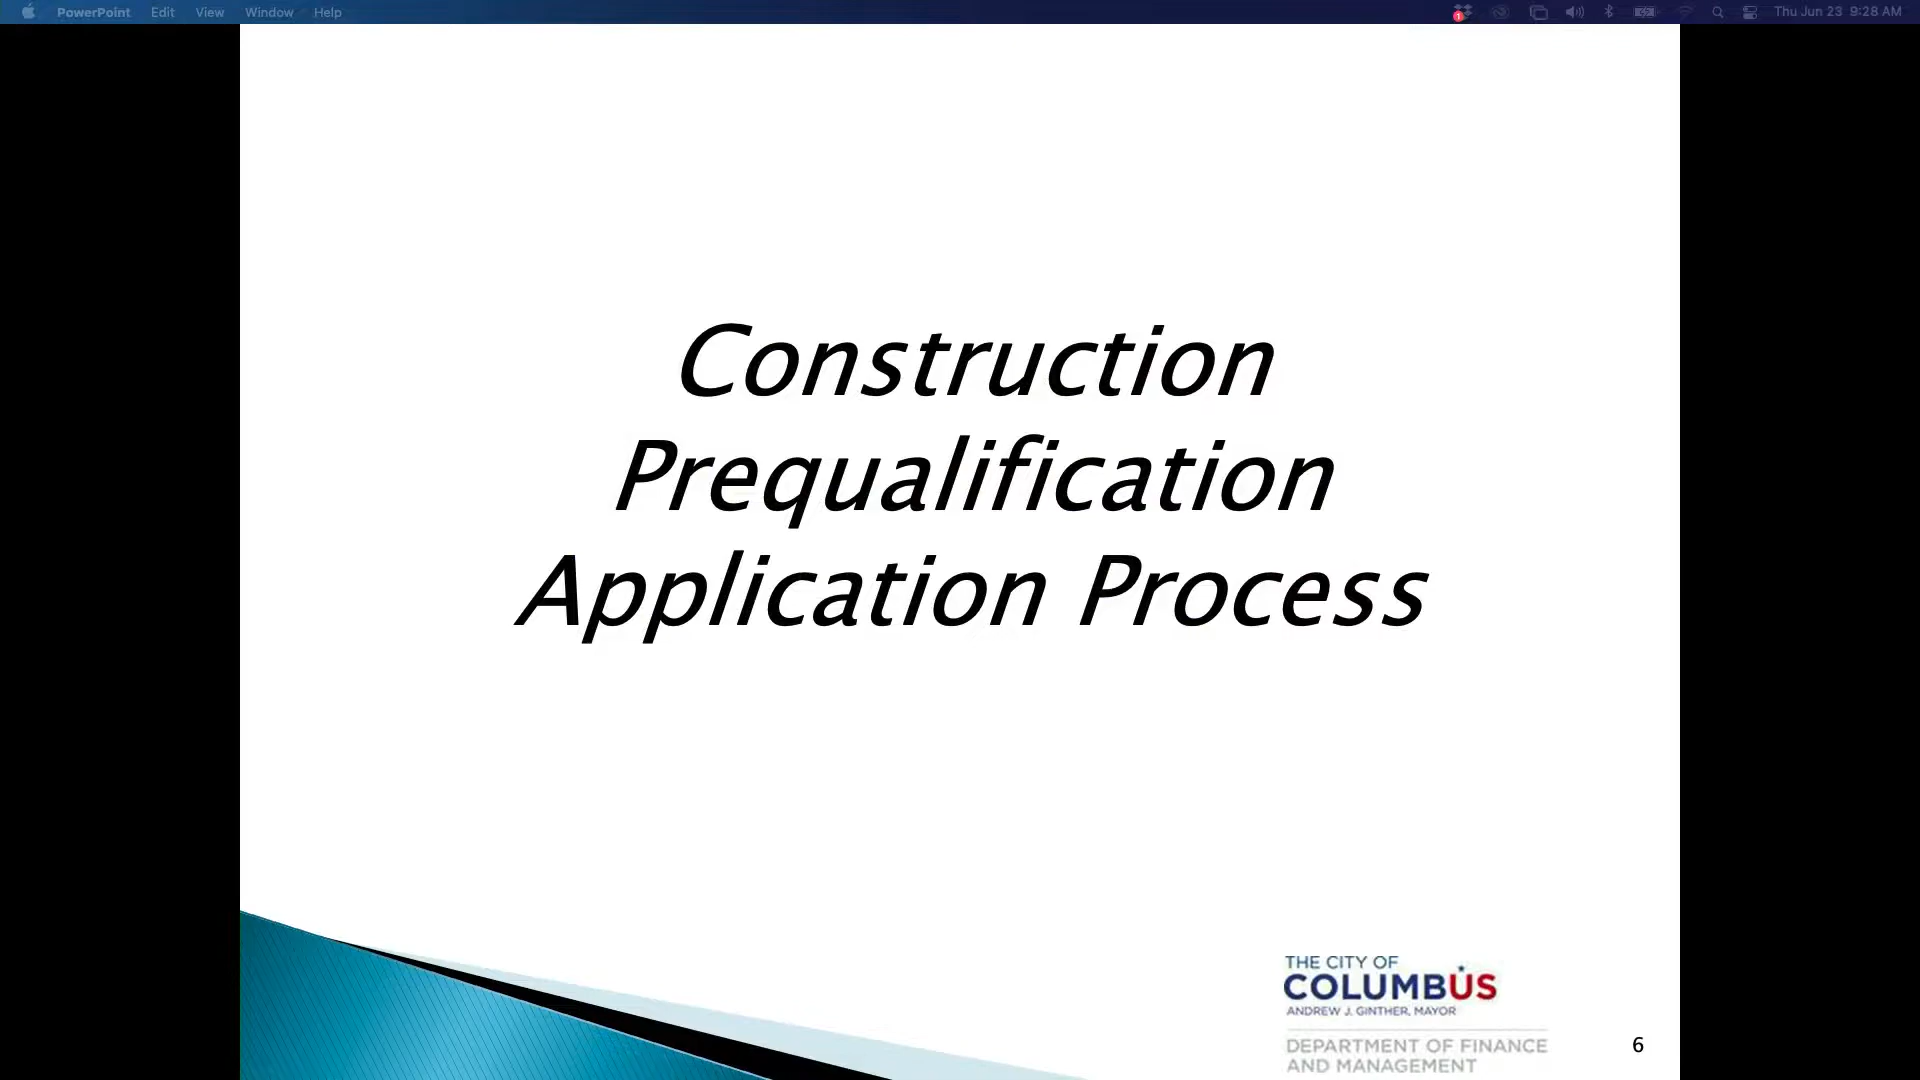 PowerPoint Edit View Window Help
1
Thu Jun 23 9:28 AM
Construction
Prequalification
Application Process
THE CITY OF
COLUMBUS
ANDREW J. GINTHER, MAYOR
DEPARTMENT OF FINANCE
AND MANAGEMENT
6